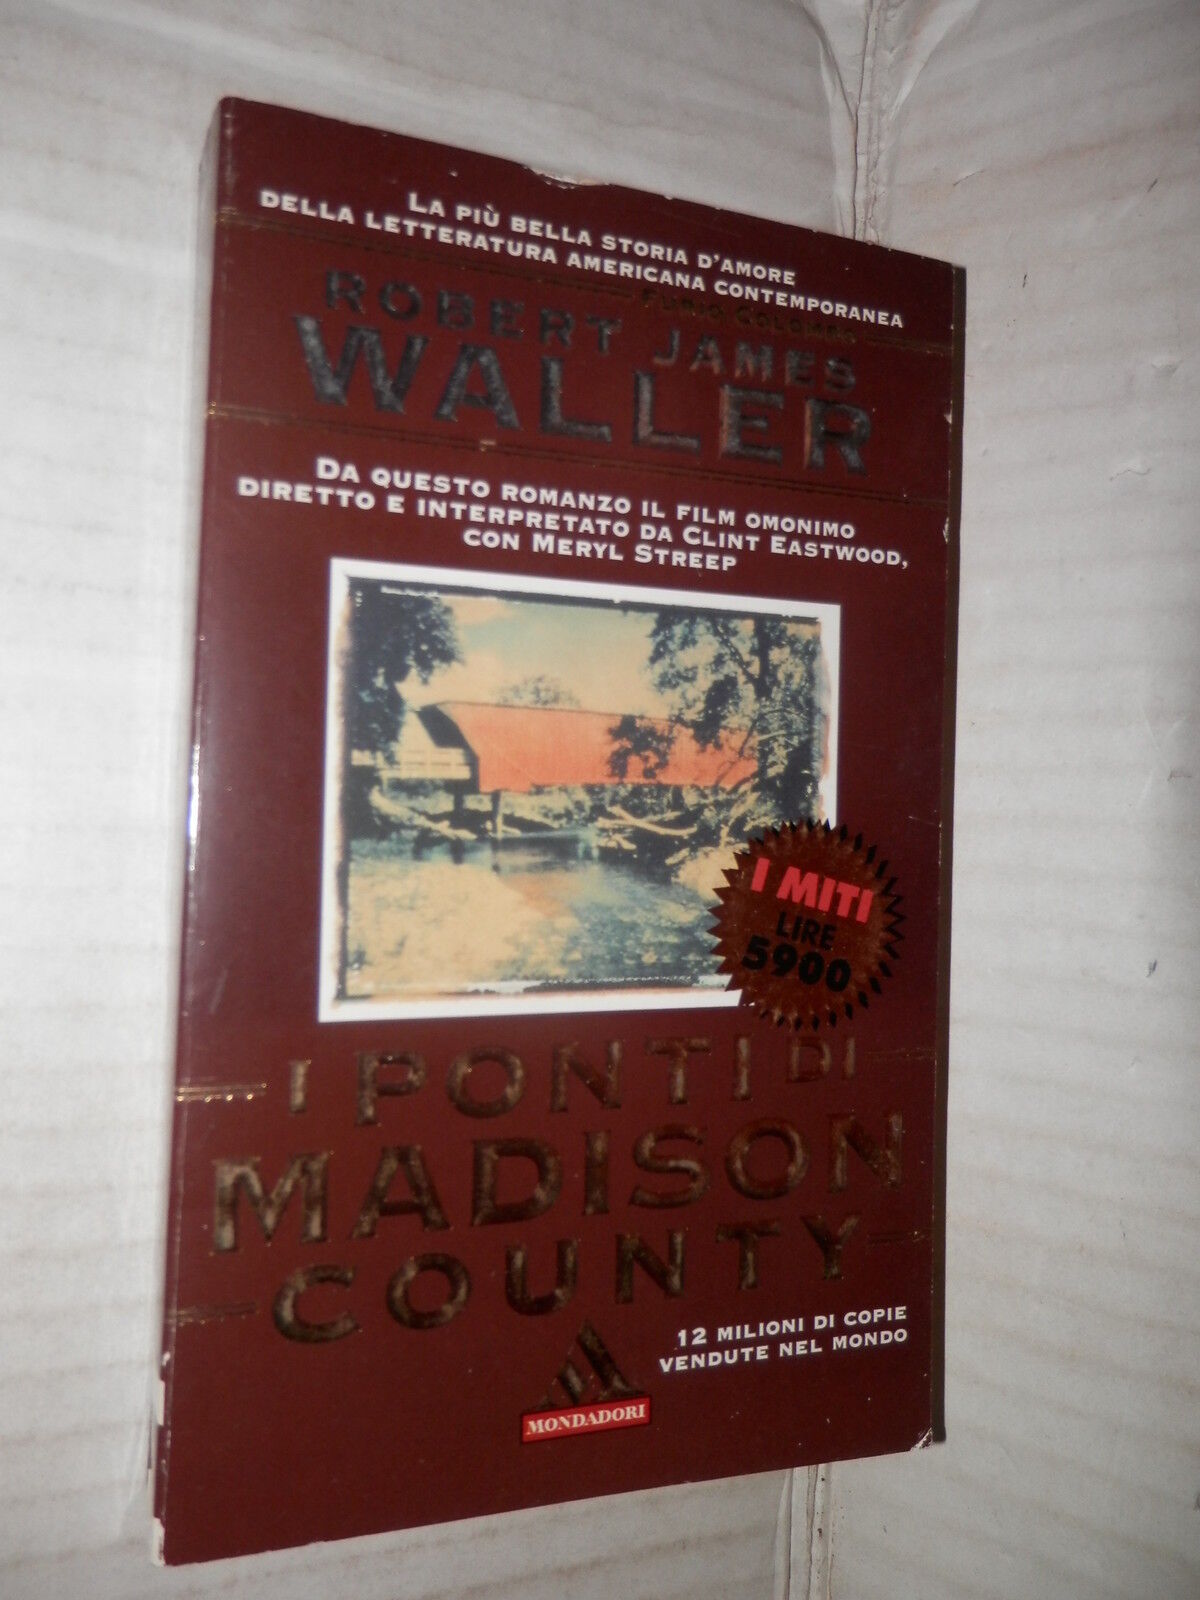 LA PIÙ BELLA STORIA D'AMORE
DELLA LETTERATURA AMERICANA CONTEMPORANEA
FURIO COLOMBO
ROBERT JAMES
WALLER
DA QUESTO ROMANZO IL FILM OMONIMO
DIRETTO E INTERPRETATO DA CLINT EASTWOOD,
CON MERYL STREEP
I MITI
LIRE
5900
I PONTI DI
MADISON
COUNTY
12 MILIONI DI COPIE
VENDUTE NEL MONDO
MONDADORI